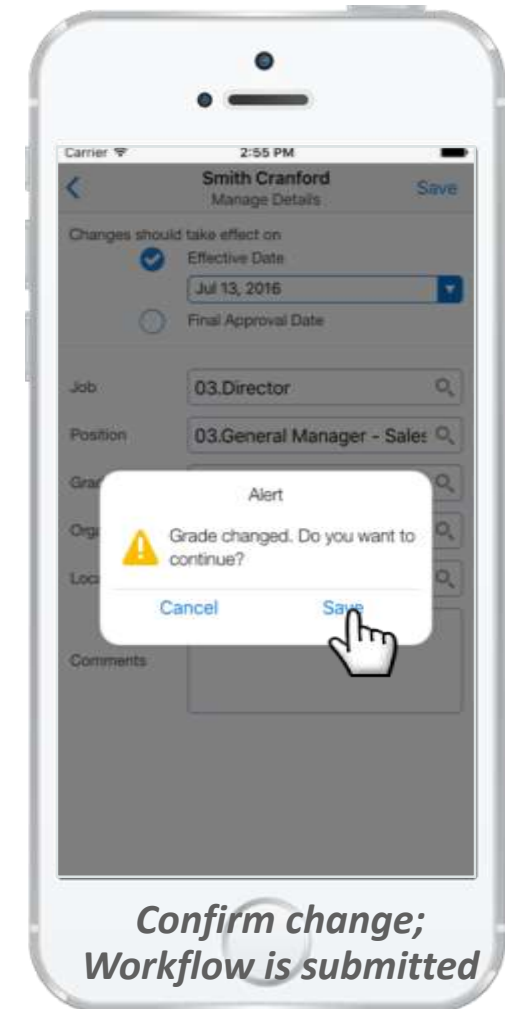 Carrier 2:55 PM
Smith Cranford Save
Manage Details
Changes should take effect on
Effective Date
Jul 13, 2016
Final Approval Date
Job 03.Director
Position 03.General Manager - Sales
Alert
Grade changed. Do you want to
continue?
Cancel Save
Comments
Confirm change;
Workflow is submitted